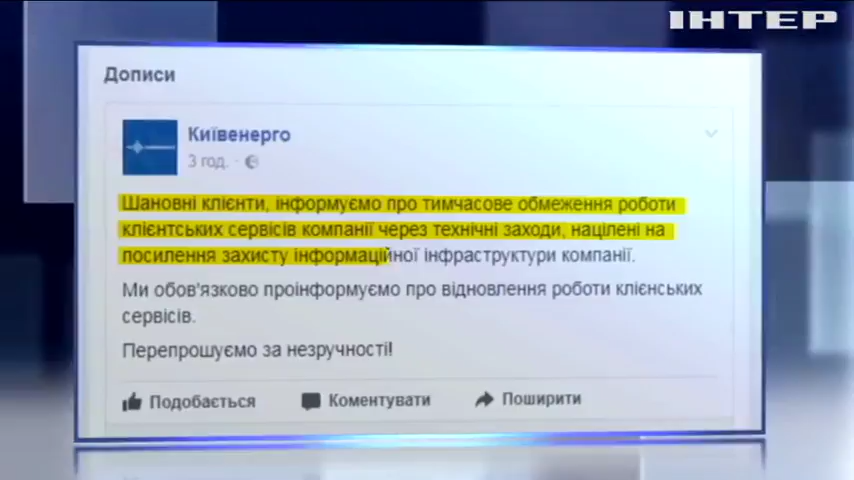 ІНТЕР
Дописи
Київенерго
3 год. ·
Шановні клієнти, інформуємо про тимчасове обмеження роботи
клієнтських сервісів компанії через технічні заходи, націлені на
посилення захисту інформаційної інфраструктури компанії.
Ми обов'язково проінформуємо про відновлення роботи клієнських
сервісів.
Перепрошуємо за незручності!
Подобається Коментувати Поширити